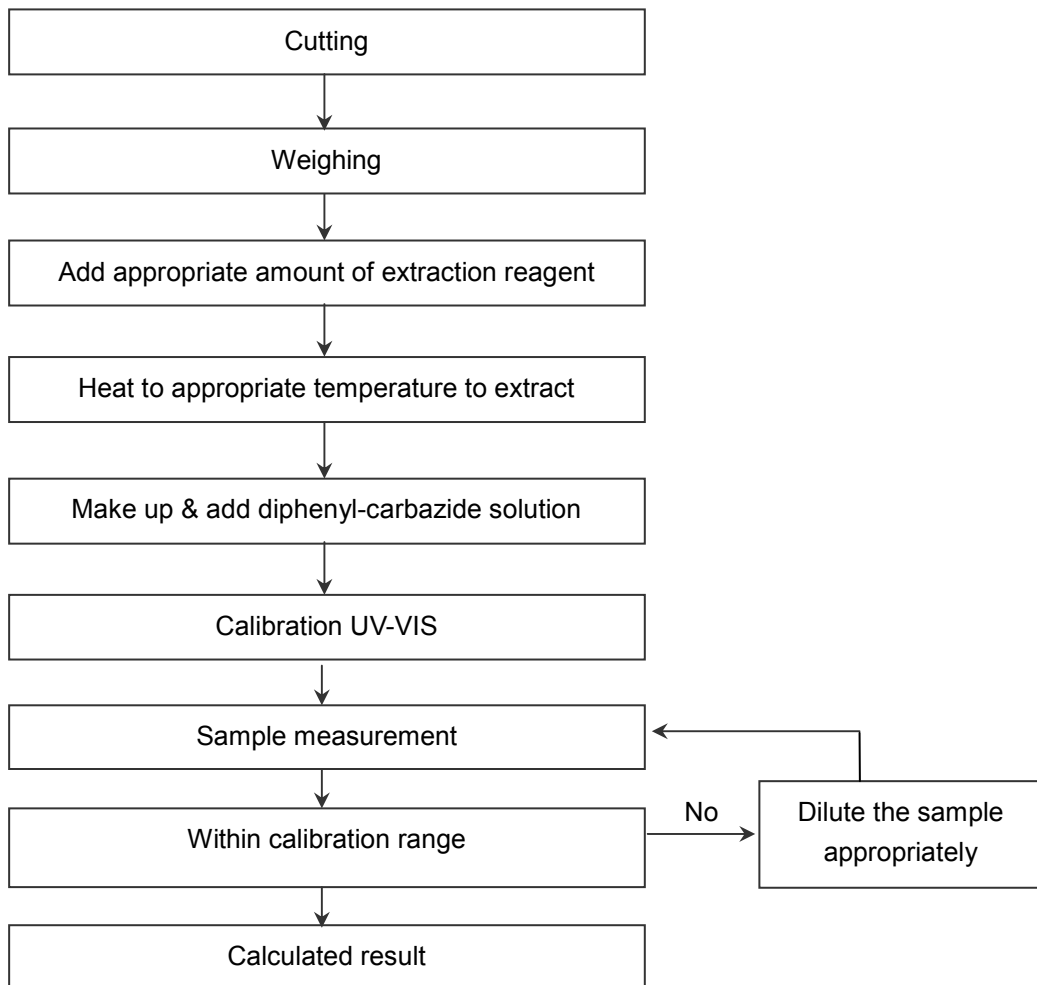 Cutting
Weighing
Add appropriate amount of extraction reagent
Heat to appropriate temperature to extract
Make up & add diphenyl-carbazide solution
Calibration UV-VIS
Sample measurement
Within calibration range
No
Dilute the sample
appropriately
Calculated result